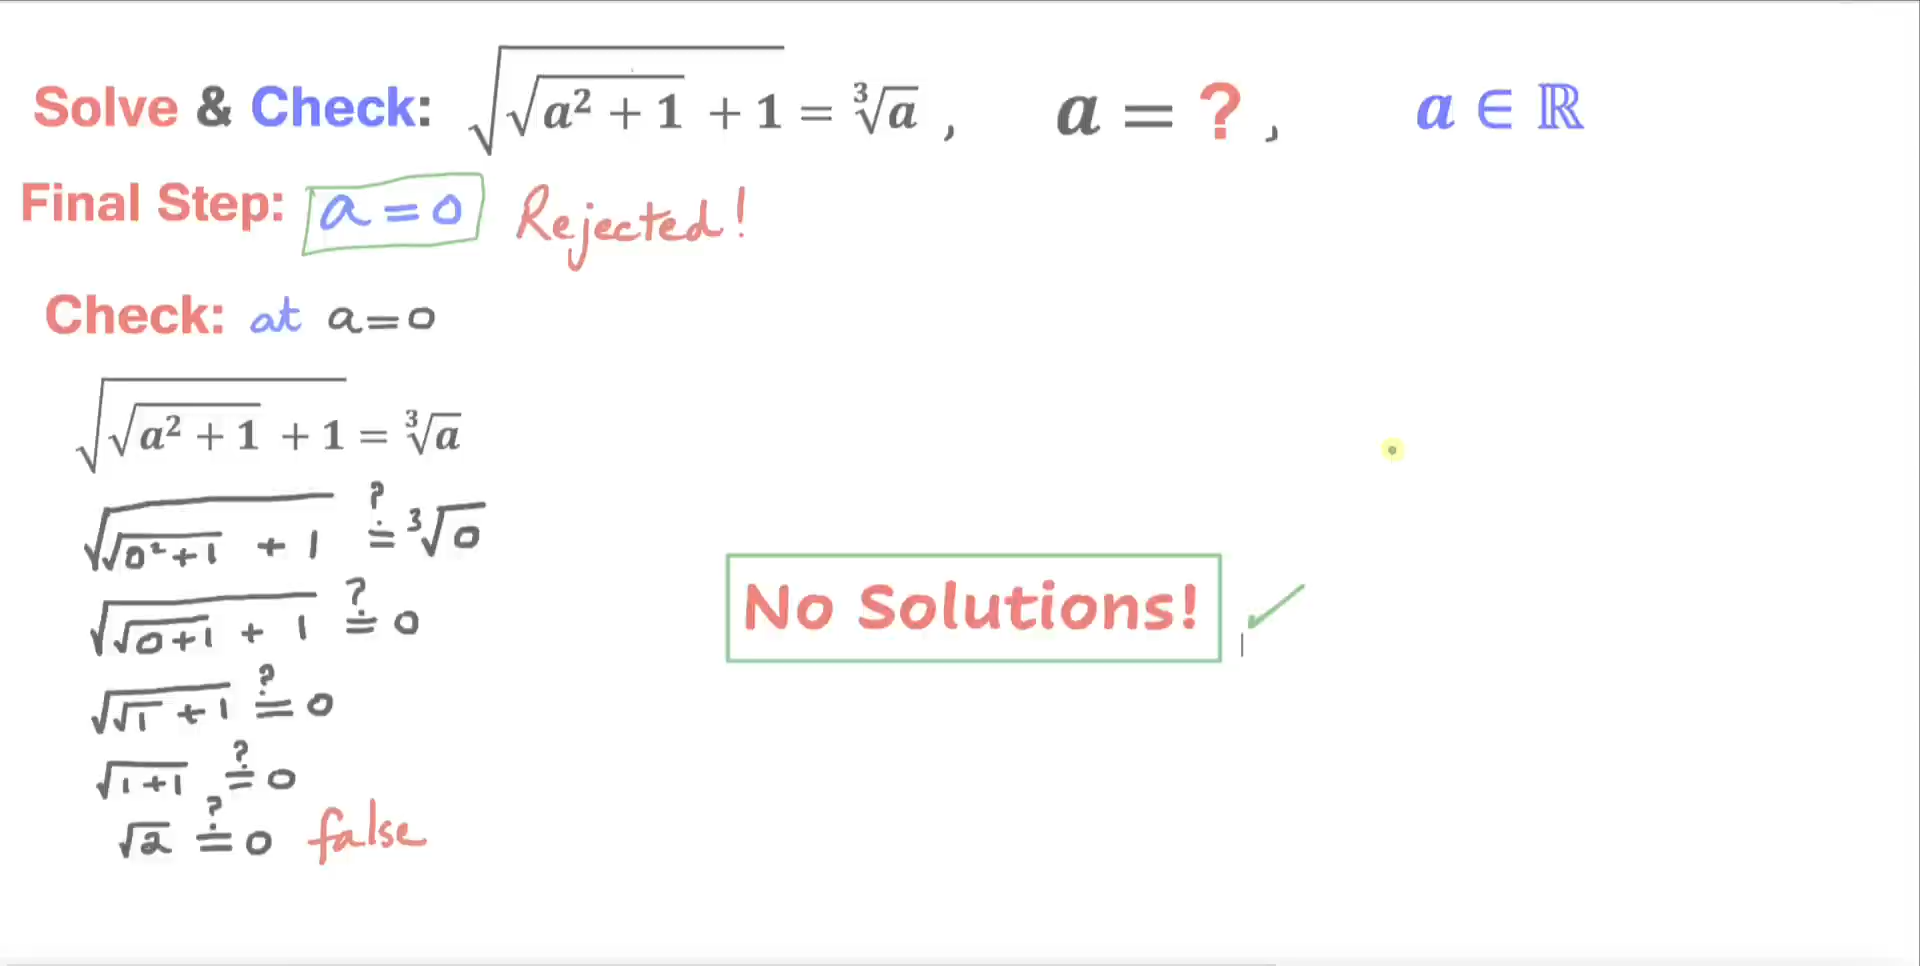 Solve & Check: √(√(a² + 1) + 1) = ∛a , a = ? , a ∈ ℝ
Final Step: a = 0 Rejected!
Check: at a = 0
√(√(a² + 1) + 1) = ∛a
√(√(0² + 1) + 1) ≟ ∛0
√(√(0 + 1) + 1) ≟ 0
√(√1 + 1) ≟ 0
√(1 + 1) ≟ 0
√2 ≟ 0 false
No Solutions! ✓